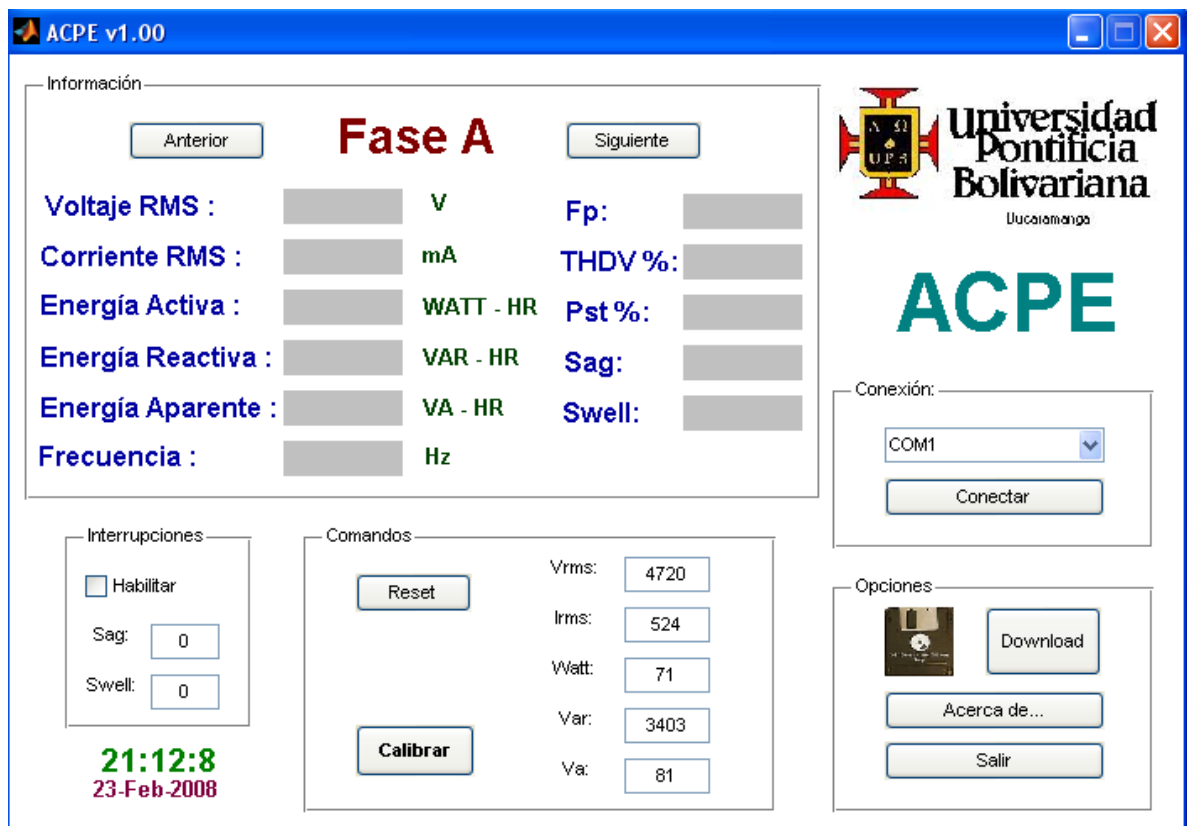 ACPE v1.00
Información
Anterior
Fase A
Siguiente
Voltaje RMS :
V
Fp:
Corriente RMS :
mA
THDV %:
Energía Activa :
WATT - HR
Pst %:
Energía Reactiva :
VAR - HR
Sag:
Energía Aparente :
VA - HR
Swell:
Frecuencia :
Hz
A Ω
U P B
Universidad
Pontificia
Bolivariana
Bucaramanga
ACPE
Conexión:
COM1
Conectar
Interrupciones
Habilitar
Sag:
0
Swell:
0
21:12:8
23-Feb-2008
Comandos
Reset
Calibrar
Vrms:
4720
Irms:
524
Watt:
71
Var:
3403
Va:
81
Opciones
Download
Acerca de...
Salir